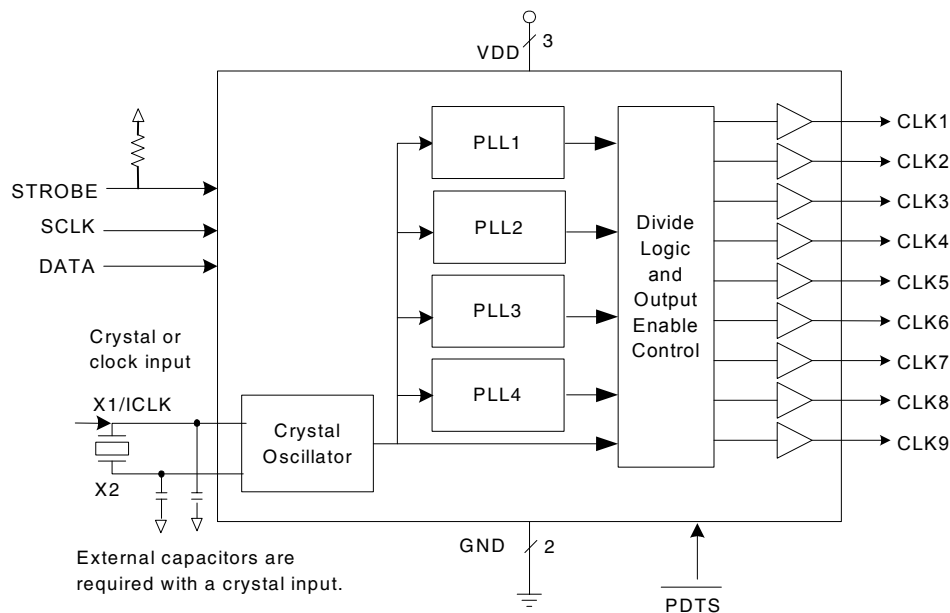 VDD
3
STROBE
SCLK
DATA
Crystal or
clock input
X1/ICLK
X2
External capacitors are
required with a crystal input.
Crystal
Oscillator
PLL1
PLL2
PLL3
PLL4
Divide
Logic
and
Output
Enable
Control
CLK1
CLK2
CLK3
CLK4
CLK5
CLK6
CLK7
CLK8
CLK9
GND
2
PDTS